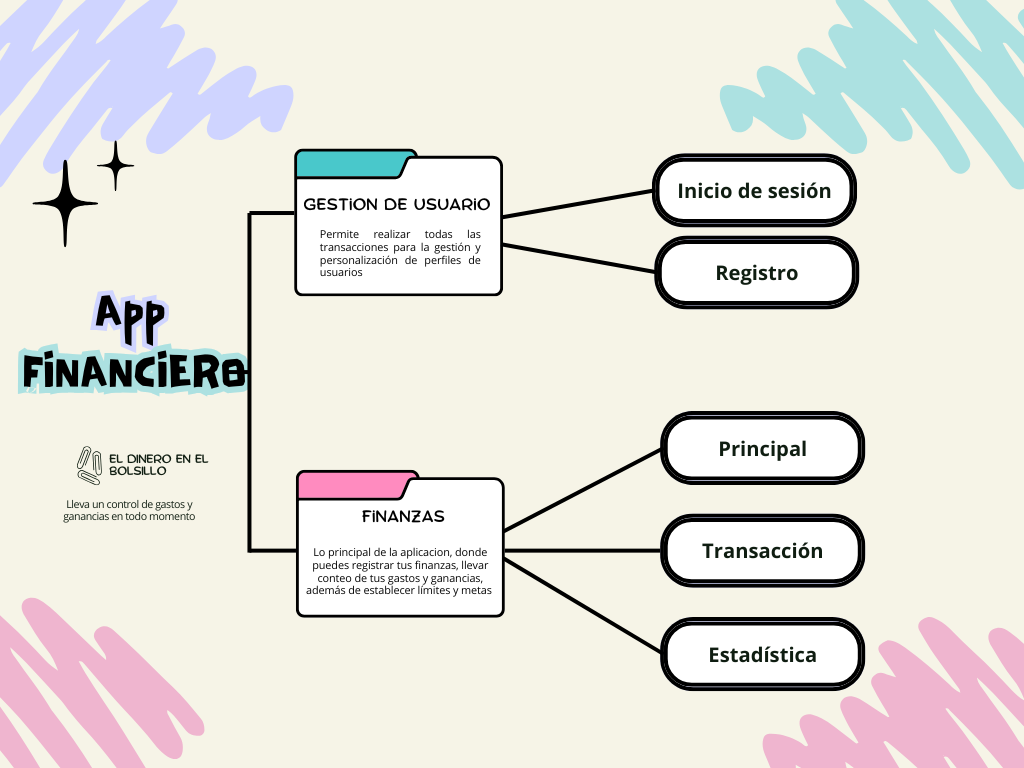 App
FiNANCiERO
EL DINERO EN EL
BOLSILLO
Lleva un control de gastos y
ganancias en todo momento
GESTION DE USUARIO
Permite realizar todas las
transacciones para la gestión y
personalización de perfiles de
usuarios
Inicio de sesión
Registro
FINANZAS
Lo principal de la aplicacion, donde
puedes registrar tus finanzas, llevar
conteo de tus gastos y ganancias,
además de establecer límites y metas
Principal
Transacción
Estadística